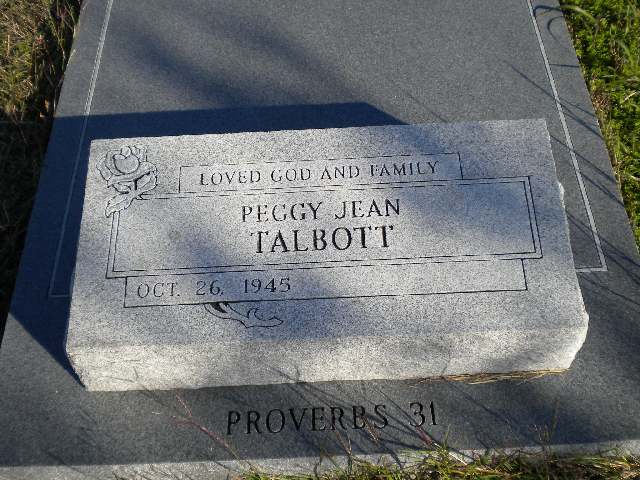 LOVED GOD AND FAMILY
PEGGY JEAN
TALBOTT
OCT. 26, 1945
PROVERBS 31